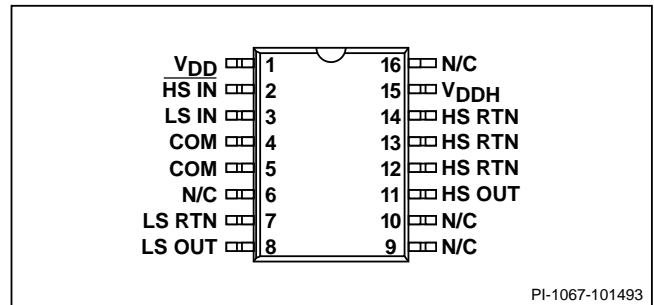 VDD 1 16 N/C
HS IN 2 15 VDDH
LS IN 3 14 HS RTN
COM 4 13 HS RTN
COM 5 12 HS RTN
N/C 6 11 HS OUT
LS RTN 7 10 N/C
LS OUT 8 9 N/C
PI-1067-101493